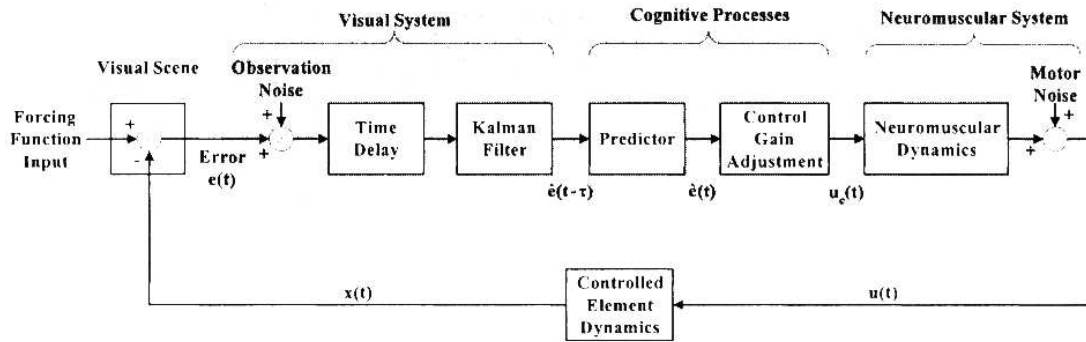 Visual System
Cognitive Processes
Neuromuscular System
Visual Scene
Observation
Noise
Motor
Noise
Forcing
Function
Input
+
-
Error
e(t)
+
+
Time
Delay
Kalman
Filter
ê(t-τ)
Predictor
ê(t)
Control
Gain
Adjustment
u_c(t)
Neuromuscular
Dynamics
+
+
x(t)
Controlled
Element
Dynamics
u(t)